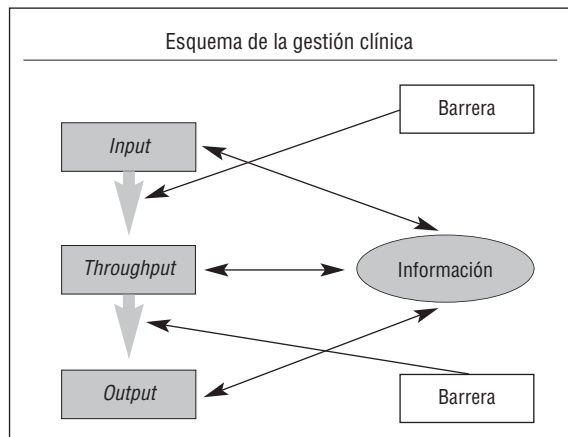 Esquema de la gestión clínica
Barrera
Input
Throughput
Información
Output
Barrera